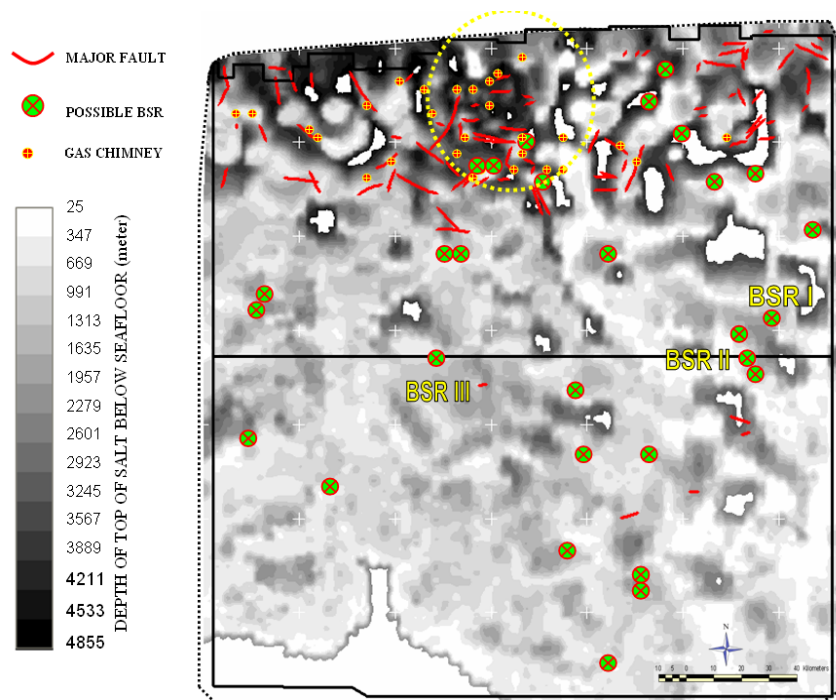 MAJOR FAULT
POSSIBLE BSR
GAS CHIMNEY
25
347
669
991
1313
1635
1957
2279
2601
2923
3245
3567
3889
4211
4533
4855
DEPTH OF TOP OF SALT BELOW SEAFLOOR (meter)
BSR I
BSR II
BSR III
N
10 5 0 10 20 30 40 Kilometers